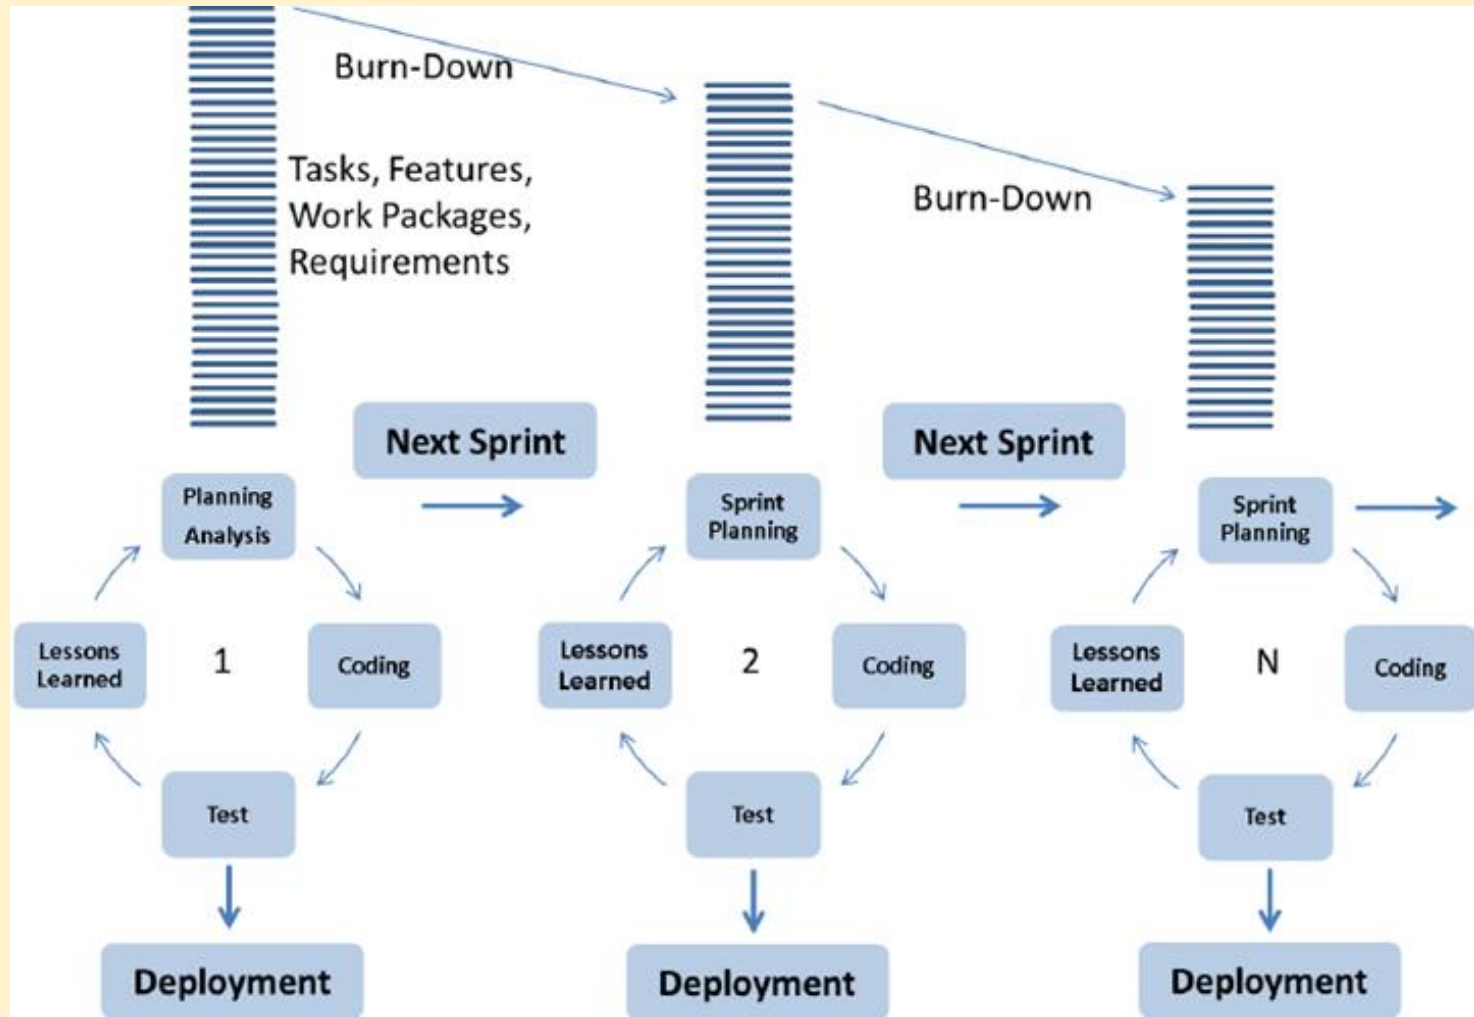 Burn-Down
Tasks, Features,
Work Packages,
Requirements
Burn-Down
Next Sprint
Next Sprint
Planning
Analysis
Lessons
Learned
1
Coding
Test
Deployment
Sprint
Planning
Lessons
Learned
2
Coding
Test
Deployment
Sprint
Planning
Lessons
Learned
N
Coding
Test
Deployment